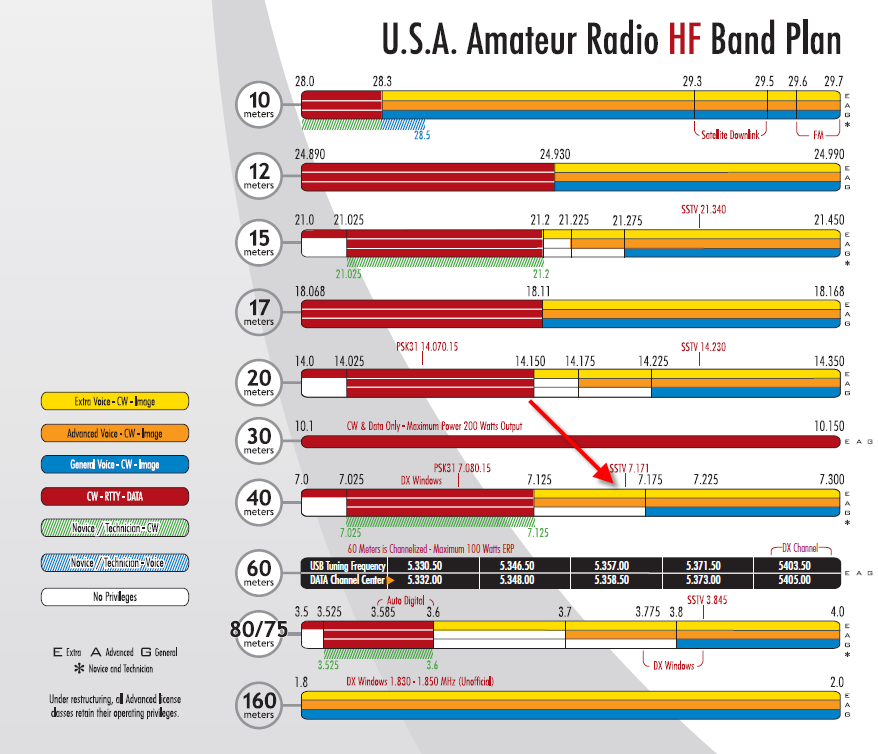 U.S.A. Amateur Radio HF Band Plan
28.0 28.3 29.3 29.5 29.6 29.7
10 meters
E
A
G
*
28.5
Satellite Downlink
FM
24.890 24.930 24.990
12 meters
E
A
G
SSTV 21.340
21.0 21.025 21.2 21.225 21.275 21.450
15 meters
E
A
G
*
21.025 21.2
18.068 18.11 18.168
17 meters
E
A
G
PSK31 14.070.15 SSTV 14.230
14.0 14.025 14.150 14.175 14.225 14.350
20 meters
E
A
G
10.1 CW & Data Only - Maximum Power 200 Watts Output 10.150
30 meters
E A G
PSK31 7.080.15 SSTV 7.171
7.0 7.025 DX Windows 7.125 7.175 7.225 7.300
40 meters
E
A
G
*
7.025 7.125
60 Meters is Channelized - Maximum 100 Watts ERP DX Channel
60 meters
USB Tuning Frequency 5.330.50 5.346.50 5.357.00 5.371.50 5403.50
DATA Channel Center 5.332.00 5.348.00 5.358.50 5.373.00 5405.00
E A G
Auto Digital SSTV 3.845
3.5 3.525 3.585 3.6 3.7 3.775 3.8 4.0
80/75 meters
E
A
G
*
3.525 3.6
DX Windows
1.8 DX Windows 1.830 - 1.850 MHz (Unofficial) 2.0
160 meters
E
A
G
Extra Voice - CW - Image
Advanced Voice - CW - Image
General Voice - CW - Image
CW - RTTY - DATA
Novice / Technician - CW
Novice / Technician - Voice
No Privileges
E Extra A Advanced G General
* Novice and Technician
Under restructuring, all Advanced license
classes retain their operating privileges.